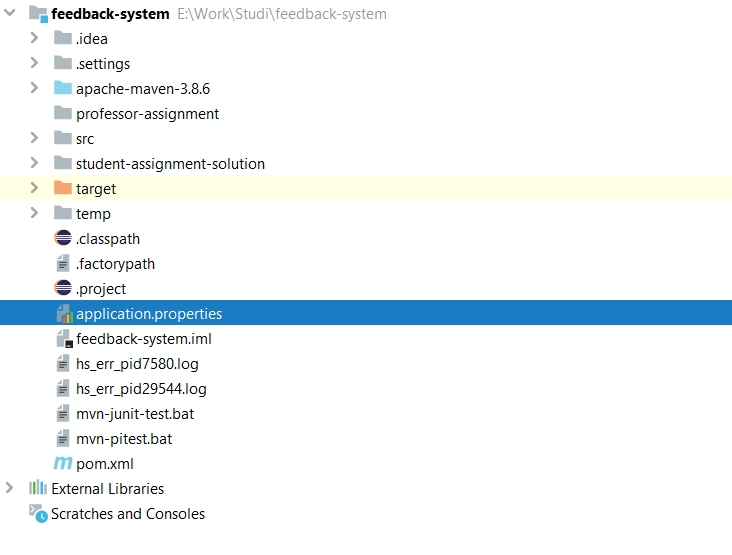 feedback-system E:\Work\Studi\feedback-system
.idea
.settings
apache-maven-3.8.6
professor-assignment
src
student-assignment-solution
target
temp
.classpath
.factorypath
.project
application.properties
feedback-system.iml
hs_err_pid7580.log
hs_err_pid29544.log
mvn-junit-test.bat
mvn-pitest.bat
pom.xml
External Libraries
Scratches and Consoles